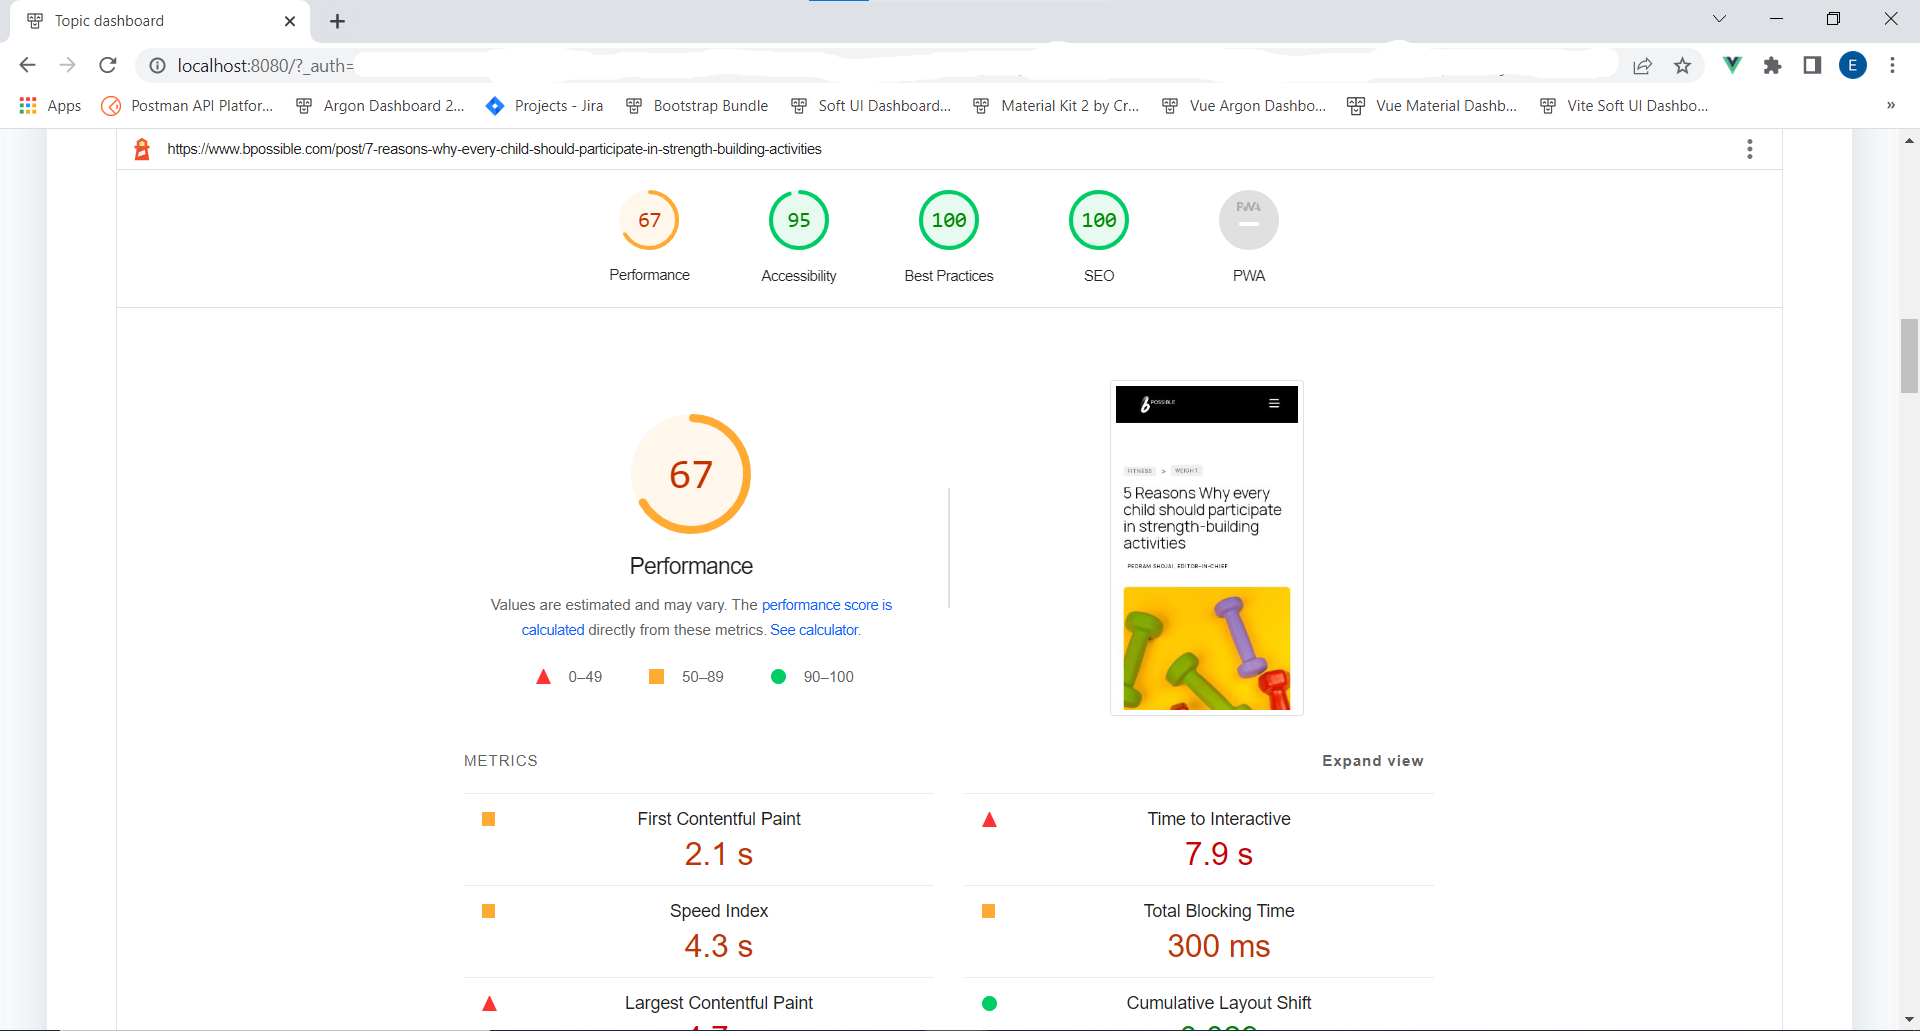 Topic dashboard
localhost:8080/?_auth=
E
Apps
Postman API Platfor...
Argon Dashboard 2...
Projects - Jira
Bootstrap Bundle
Soft UI Dashboard...
Material Kit 2 by Cr...
Vue Argon Dashbo...
Vue Material Dashb...
Vite Soft UI Dashbo...
»
https://www.bpossible.com/post/7-reasons-why-every-child-should-participate-in-strength-building-activities
67
95
100
100
PWA
Performance
Accessibility
Best Practices
SEO
PWA
67
Performance
Values are estimated and may vary. The performance score is
calculated directly from these metrics. See calculator.
0–49
50–89
90–100
b POSSIBLE
FITNESS > WEIGHT
5 Reasons Why every
child should participate
in strength-building
activities
PEDRAM SHOJAI, EDITOR-IN-CHIEF
METRICS
Expand view
First Contentful Paint
2.1 s
Time to Interactive
7.9 s
Speed Index
4.3 s
Total Blocking Time
300 ms
Largest Contentful Paint
Cumulative Layout Shift